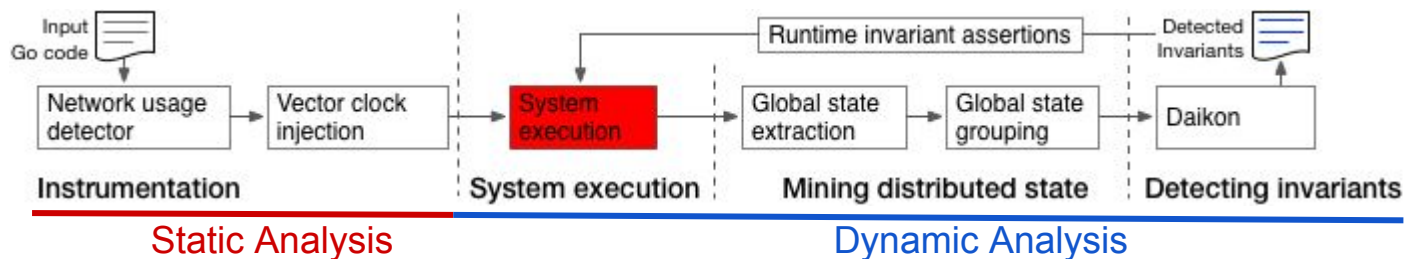 Input
Go code
Runtime invariant assertions
Detected
Invariants
Network usage
detector
Vector clock
injection
System
execution
Global state
extraction
Global state
grouping
Daikon
Instrumentation
System execution
Mining distributed state
Detecting invariants
Static Analysis
Dynamic Analysis